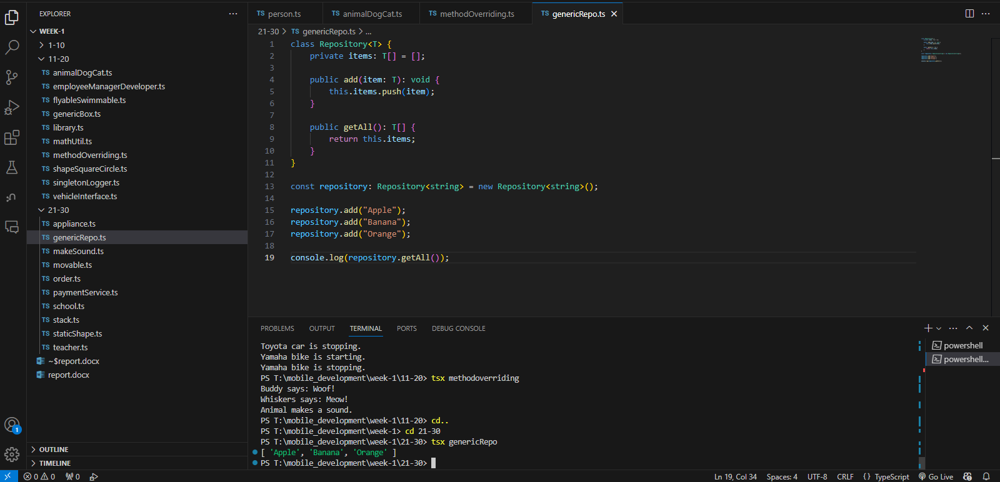 EXPLORER
WEEK-1
1-10
11-20
TS animalDogCat.ts
TS employeeManagerDeveloper.ts
TS flyableSwimmable.ts
TS genericBox.ts
TS library.ts
TS mathUtil.ts
TS methodOverriding.ts
TS shapeSquareCircle.ts
TS singletonLogger.ts
TS vehicleInterface.ts
21-30
TS appliance.ts
TS genericRepo.ts
TS makeSound.ts
TS movable.ts
TS order.ts
TS paymentService.ts
TS school.ts
TS stack.ts
TS staticShape.ts
TS teacher.ts
~$report.docx
report.docx
OUTLINE
TIMELINE
1
TS person.ts TS animalDogCat.ts TS methodOverriding.ts TS genericRepo.ts
21-30 > TS genericRepo.ts > ...
1 class Repository<T> {
2 private items: T[] = [];
3
4 public add(item: T): void {
5 this.items.push(item);
6 }
7
8 public getAll(): T[] {
9 return this.items;
10 }
11 }
12
13 const repository: Repository<string> = new Repository<string>();
14
15 repository.add("Apple");
16 repository.add("Banana");
17 repository.add("Orange");
18
19 console.log(repository.getAll());
PROBLEMS OUTPUT TERMINAL PORTS DEBUG CONSOLE
Toyota car is stopping.
Yamaha bike is starting.
Yamaha bike is stopping.
PS T:\mobile_development\week-1\11-20> tsx methodoverriding
Buddy says: Woof!
Whiskers says: Meow!
Animal makes a sound.
PS T:\mobile_development\week-1\11-20> cd..
PS T:\mobile_development\week-1> cd 21-30
PS T:\mobile_development\week-1\21-30> tsx genericRepo
[ 'Apple', 'Banana', 'Orange' ]
PS T:\mobile_development\week-1\21-30>
powershell
powershell...
0 0 0 Ln 19, Col 34 Spaces: 4 UTF-8 CRLF {} TypeScript Go Live